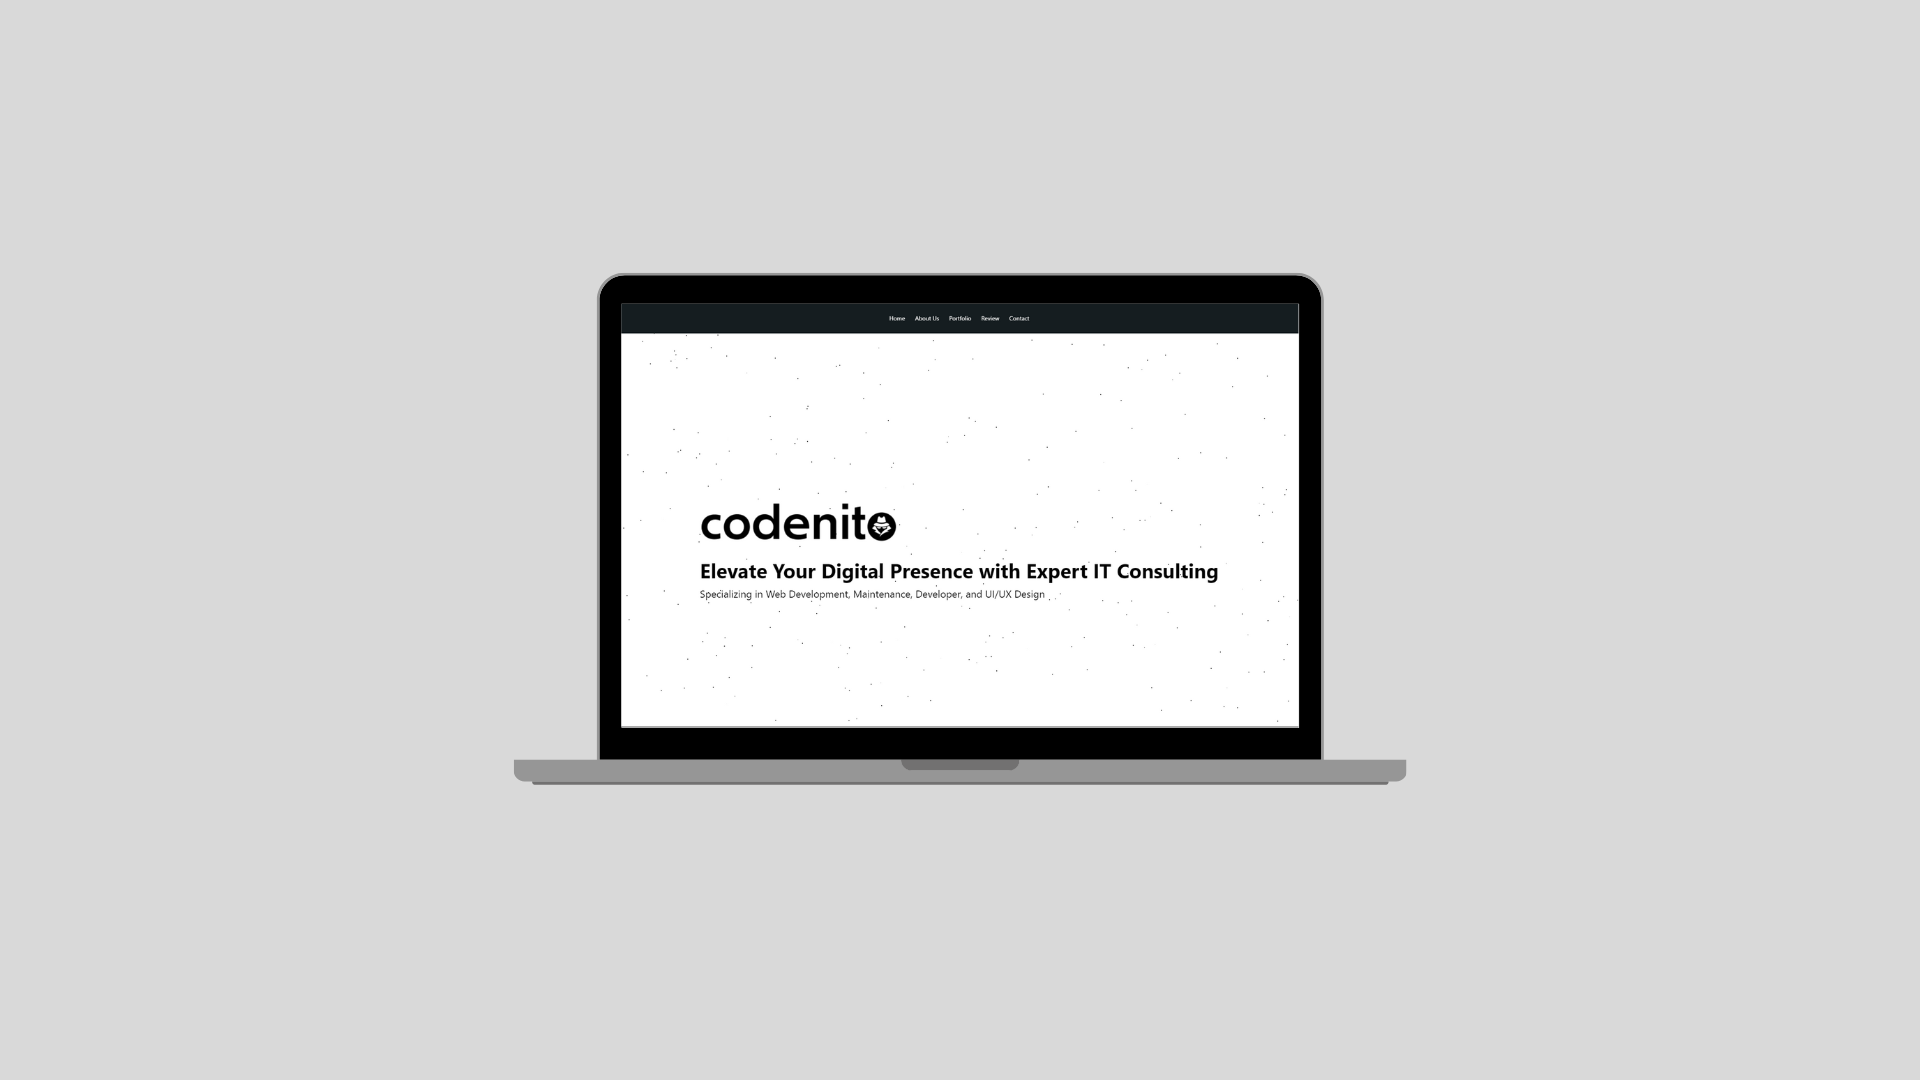 Home About Us Portfolio Review Contact
codenito
Elevate Your Digital Presence with Expert IT Consulting
Specializing in Web Development, Maintenance, Developer, and UI/UX Design